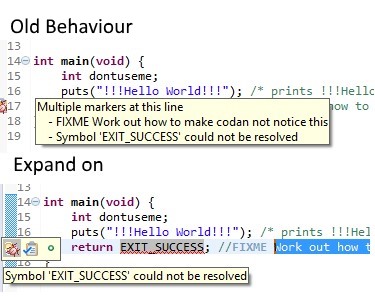 Old Behaviour
13
14 int main(void) {
15 int dontuseme;
16 puts("!!!Hello World!!!"); /* prints !!!Hello
Multiple markers at this line
how to
- FIXME Work out how to make codan not notice this
18
- Symbol 'EXIT_SUCCESS' could not be resolved
19
Expand on
13
14 int main(void) {
15 int dontuseme;
16 puts("!!!Hello World!!!"); /* prints !!!Hel
return EXIT_SUCCESS; //FIXME Work out how t
18 }
Symbol 'EXIT_SUCCESS' could not be resolved